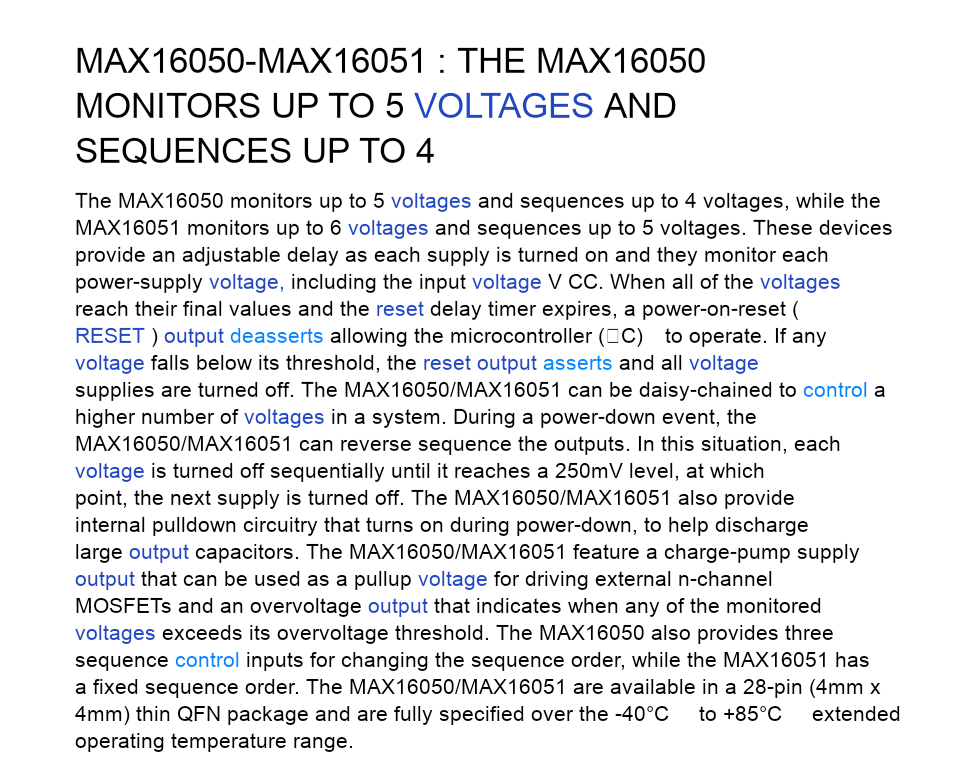 MAX16050-MAX16051 : THE MAX16050
MONITORS UP TO 5 VOLTAGES AND
SEQUENCES UP TO 4
The MAX16050 monitors up to 5 voltages and sequences up to 4 voltages, while the
MAX16051 monitors up to 6 voltages and sequences up to 5 voltages. These devices
provide an adjustable delay as each supply is turned on and they monitor each
power-supply voltage, including the input voltage V CC. When all of the voltages
reach their final values and the reset delay timer expires, a power-on-reset (
RESET ) output deasserts allowing the microcontroller (□C) to operate. If any
voltage falls below its threshold, the reset output asserts and all voltage
supplies are turned off. The MAX16050/MAX16051 can be daisy-chained to control a
higher number of voltages in a system. During a power-down event, the
MAX16050/MAX16051 can reverse sequence the outputs. In this situation, each
voltage is turned off sequentially until it reaches a 250mV level, at which
point, the next supply is turned off. The MAX16050/MAX16051 also provide
internal pulldown circuitry that turns on during power-down, to help discharge
large output capacitors. The MAX16050/MAX16051 feature a charge-pump supply
output that can be used as a pullup voltage for driving external n-channel
MOSFETs and an overvoltage output that indicates when any of the monitored
voltages exceeds its overvoltage threshold. The MAX16050 also provides three
sequence control inputs for changing the sequence order, while the MAX16051 has
a fixed sequence order. The MAX16050/MAX16051 are available in a 28-pin (4mm x
4mm) thin QFN package and are fully specified over the -40°C to +85°C extended
operating temperature range.